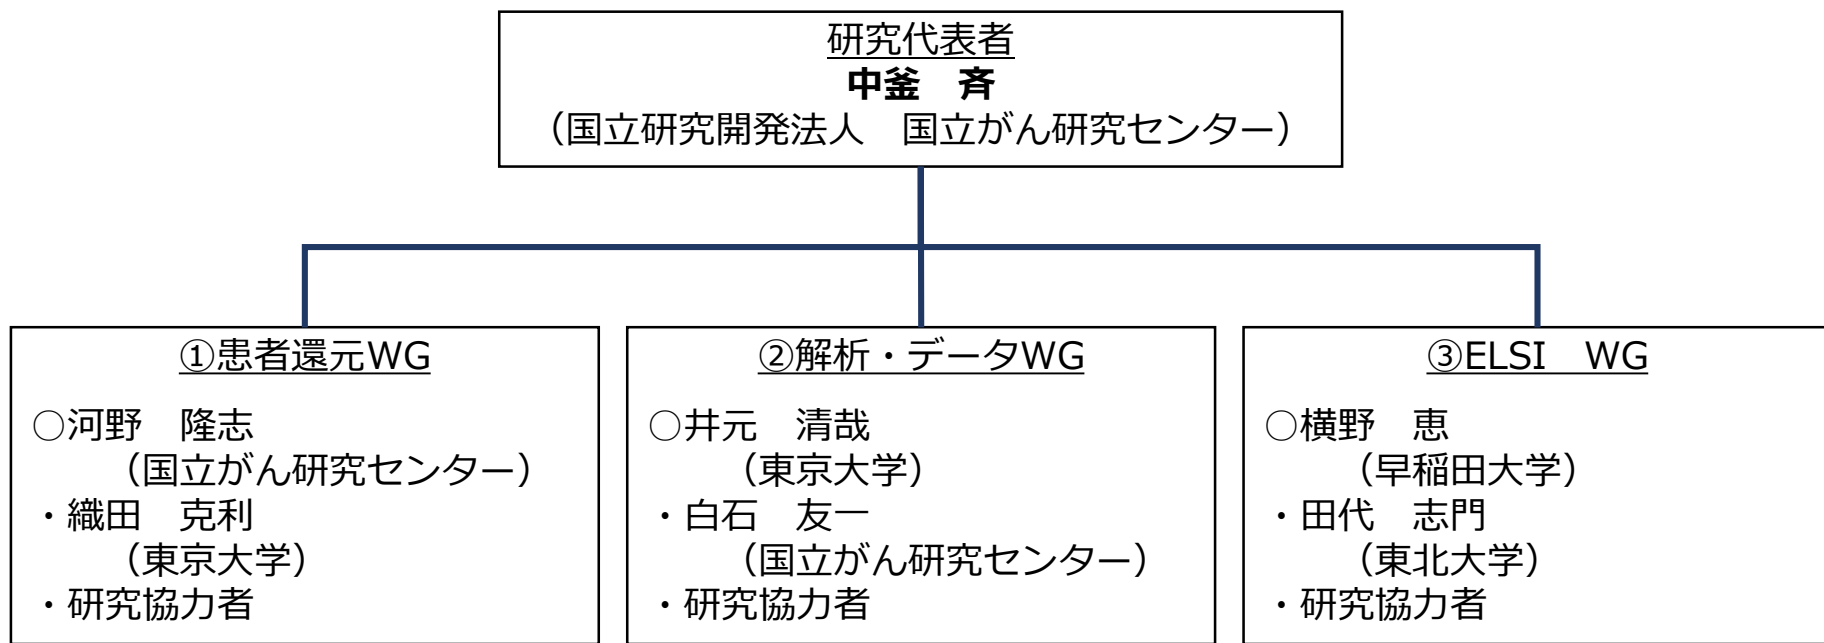 研究代表者
中釜　斉
（国立研究開発法人　国立がん研究センター）
①患者還元WG
○河野　隆志
（国立がん研究センター）
・織田　克利
（東京大学）
・研究協力者
②解析・データWG
○井元　清哉
（東京大学）
・白石　友一
（国立がん研究センター）
・研究協力者
③ELSI　WG
○横野　恵
（早稲田大学）
・田代　志門
（東北大学）
・研究協力者